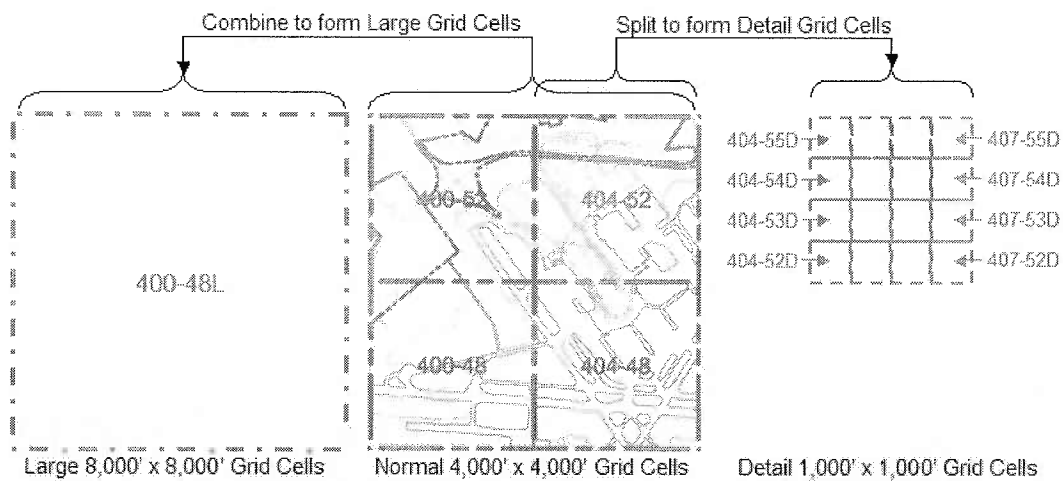 Combine to form Large Grid Cells
Split to form Detail Grid Cells
400-48L
400-52
404-52
400-48
404-48
404-55D
404-54D
404-53D
404-52D
407-55D
407-54D
407-53D
407-52D
Large 8,000' x 8,000' Grid Cells
Normal 4,000' x 4,000' Grid Cells
Detail 1,000' x 1,000' Grid Cells